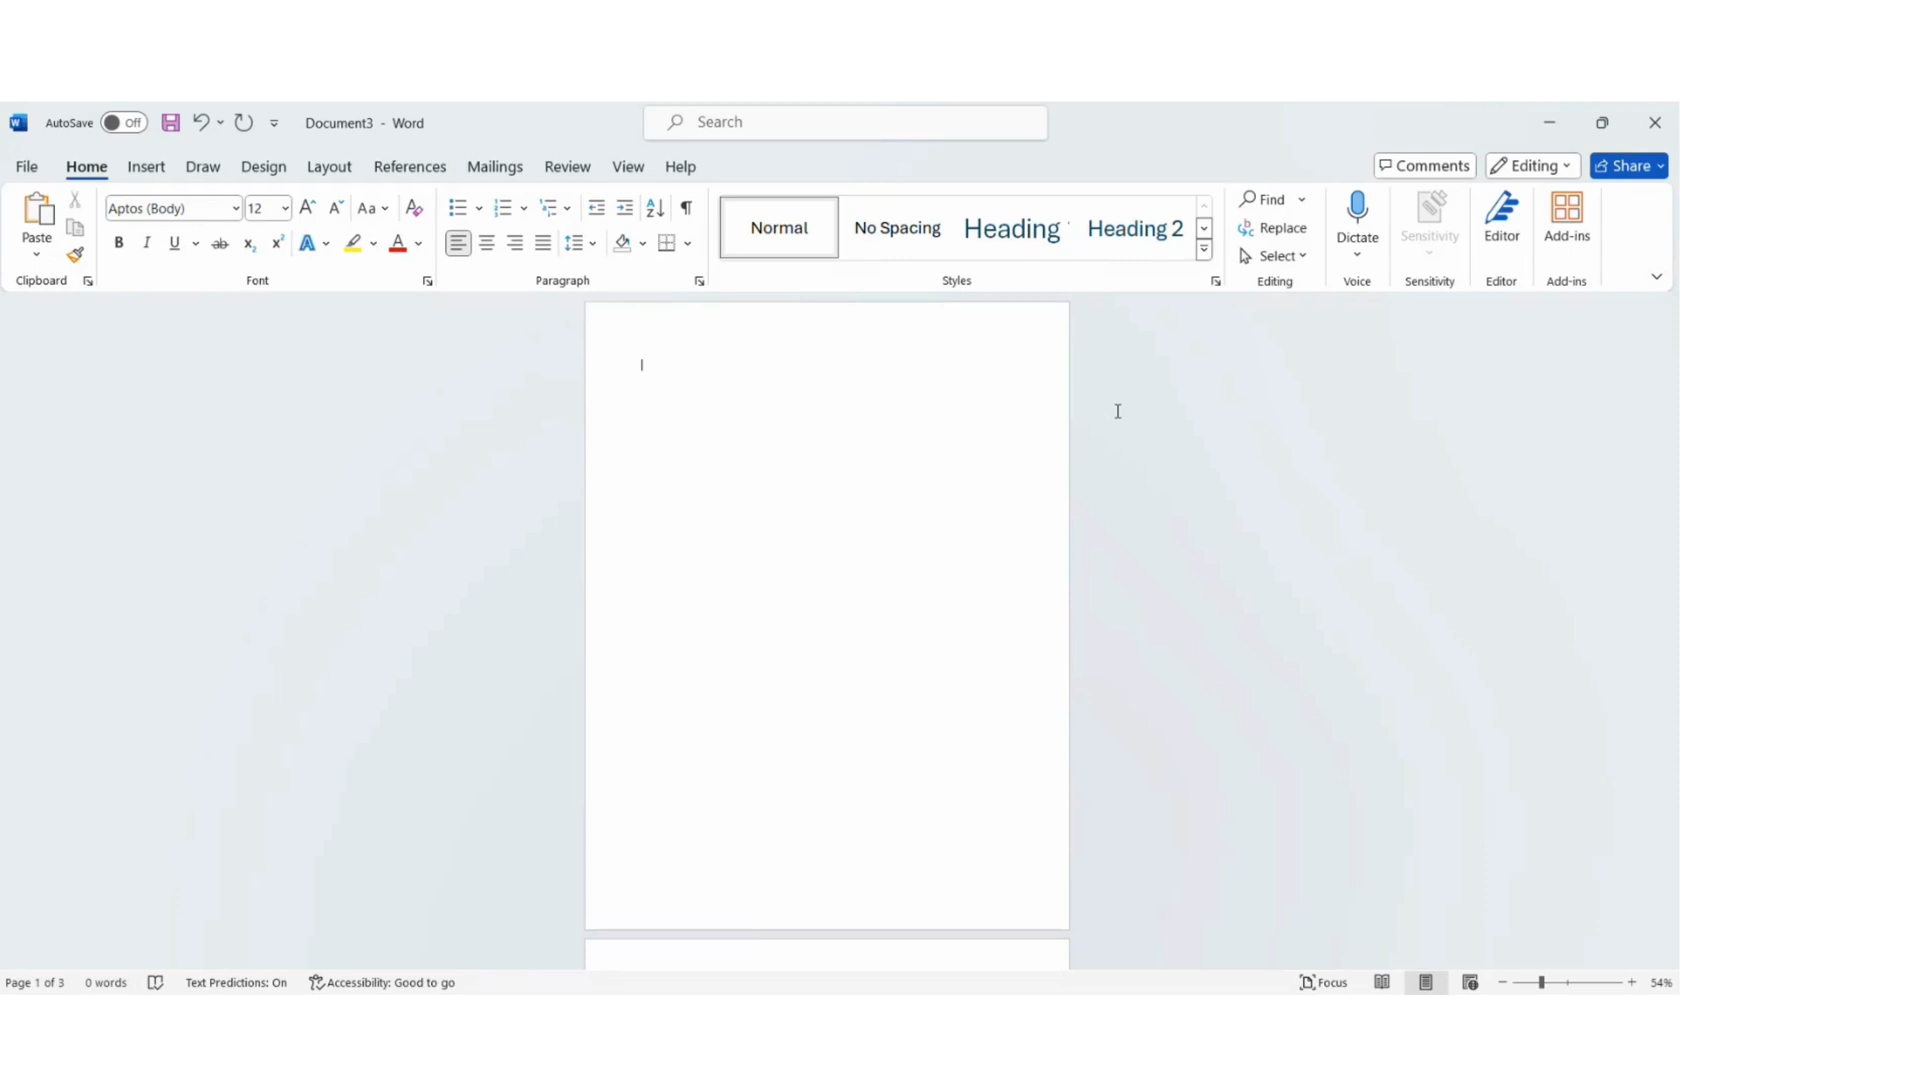 AutoSave Off Document3 - Word Search
File Home Insert Draw Design Layout References Mailings Review View Help Comments Editing Share
Paste Aptos (Body) 12 Aa Normal No Spacing Heading Heading 2 Find Replace Select Dictate Sensitivity Editor Add-ins
B I U ab x₂ x² A A
Clipboard Font Paragraph Styles Editing Voice Sensitivity Editor Add-ins
Page 1 of 3 0 words Text Predictions: On Accessibility: Good to go Focus 54%